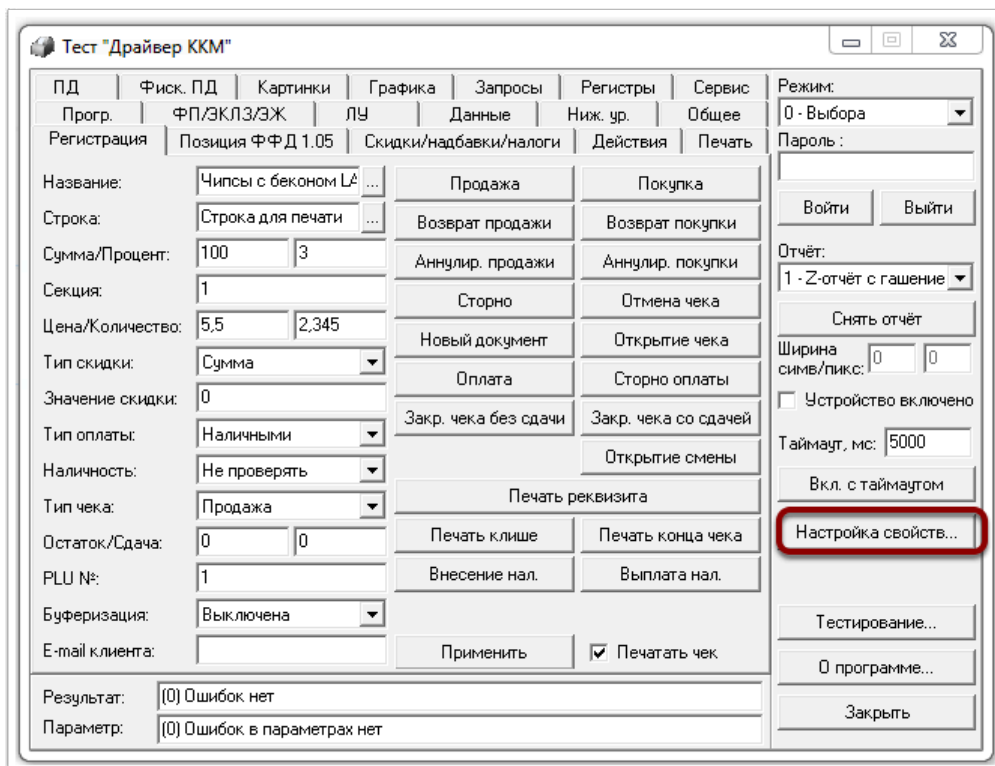 Тест "Драйвер ККМ"
ПД Фиск. ПД Картинки Графика Запросы Регистры Сервис
Прогр. ФП/ЭКЛЗ/ЭЖ ЛУ Данные Ниж. ур. Общее
Регистрация Позиция ФФД 1.05 Скидки/надбавки/налоги Действия Печать
Название: Чипсы с беконом LA ... Продажа Покупка
Строка: Строка для печати ... Возврат продажи Возврат покупки
Сумма/Процент: 100 3 Аннулир. продажи Аннулир. покупки
Секция: 1 Сторно Отмена чека
Цена/Количество: 5,5 2,345 Новый документ Открытие чека
Тип скидки: Сумма Оплата Сторно оплаты
Значение скидки: 0 Закр. чека без сдачи Закр. чека со сдачей
Тип оплаты: Наличными Открытие смены
Наличность: Не проверять Печать реквизита
Тип чека: Продажа
Остаток/Сдача: 0 0 Печать клише Печать конца чека
PLU №: 1 Внесение нал. Выплата нал.
Буферизация: Выключена
E-mail клиента: Применить Печатать чек
Результат: (0) Ошибок нет
Параметр: (0) Ошибок в параметрах нет
Режим:
0 - Выбора
Пароль :
Войти Выйти
Отчёт:
1 - Z-отчёт с гашение
Снять отчёт
Ширина
симв/пикс: 0 0
Устройство включено
Таймаут, мс: 5000
Вкл. с таймаутом
Настройка свойств...
Тестирование...
О программе...
Закрыть